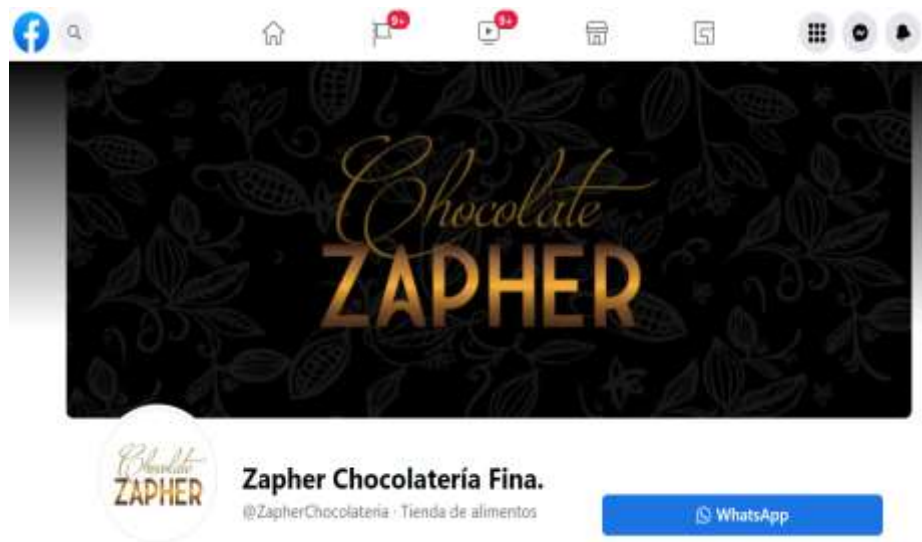 9+
9+
Chocolate
ZAPHER
Chocolate
ZAPHER
Zapher Chocolatería Fina.
@ZapherChocolateria · Tienda de alimentos
WhatsApp